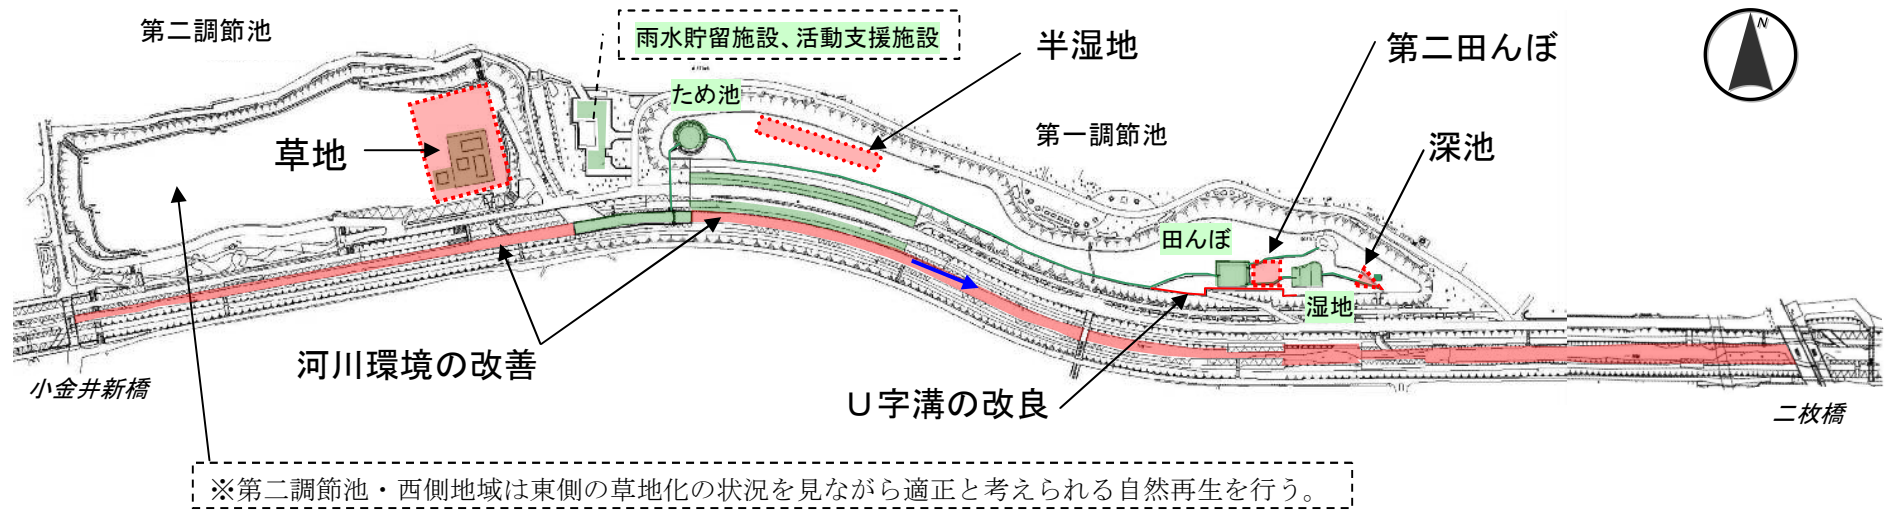 第二調節池
雨水貯留施設、活動支援施設
半湿地
第二田んぼ
N
ため池
草地
第一調節池
深池
田んぼ
湿地
河川環境の改善
U字溝の改良
小金井新橋
二枚橋
※第二調節池・西側地域は東側の草地化の状況を見ながら適正と考えられる自然再生を行う。